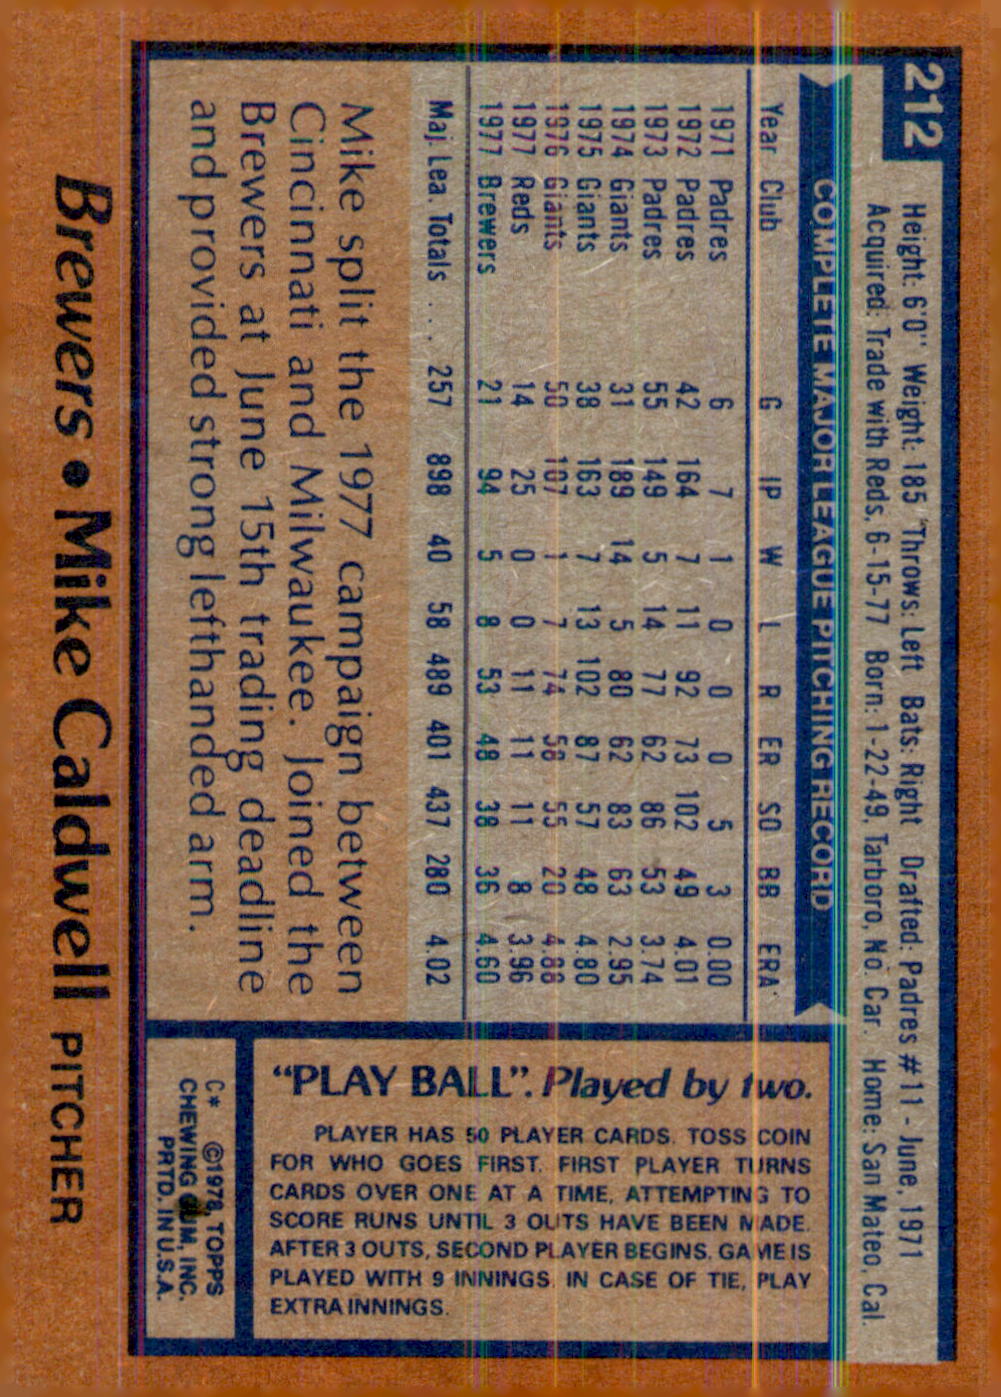 212
Height: 6'0" Weight: 185 Throws: Left Bats: Right Drafted: Padres #11 - June, 1971
Acquired: Trade with Reds, 6-15-77 Born: 1-22-49, Tarboro, No Car. Home: San Mateo, Cal.
COMPLETE MAJOR LEAGUE PITCHING RECORD
Year Club G IP W L R ER SO BB ERA
1971 Padres 6 7 1 0 0 0 5 3 0.00
1972 Padres 42 164 7 11 92 73 102 49 4.01
1973 Padres 55 149 5 14 77 62 86 53 3.74
1974 Giants 31 189 14 5 80 62 83 63 2.95
1975 Giants 38 163 7 13 102 87 57 48 4.80
1976 Giants 50 107 1 7 74 58 55 20 4.88
1977 Reds 14 25 0 0 11 11 11 8 3.96
1977 Brewers 21 94 5 8 53 48 38 36 4.60
Maj. Lea. Totals . . . 257 898 40 58 489 401 437 280 4.02
Mike split the 1977 campaign between
Cincinnati and Milwaukee. Joined the
Brewers at June 15th trading deadline
and provided strong lefthanded arm.
"PLAY BALL". Played by two.
PLAYER HAS 50 PLAYER CARDS. TOSS COIN
FOR WHO GOES FIRST. FIRST PLAYER TURNS
CARDS OVER ONE AT A TIME, ATTEMPTING TO
SCORE RUNS UNTIL 3 OUTS HAVE BEEN MADE.
AFTER 3 OUTS, SECOND PLAYER BEGINS. GAME IS
PLAYED WITH 9 INNINGS. IN CASE OF TIE, PLAY
EXTRA INNINGS.
C* ©1978, TOPPS
CHEWING GUM, INC.
PRTD. IN U.S.A.
Brewers • Mike Caldwell PITCHER